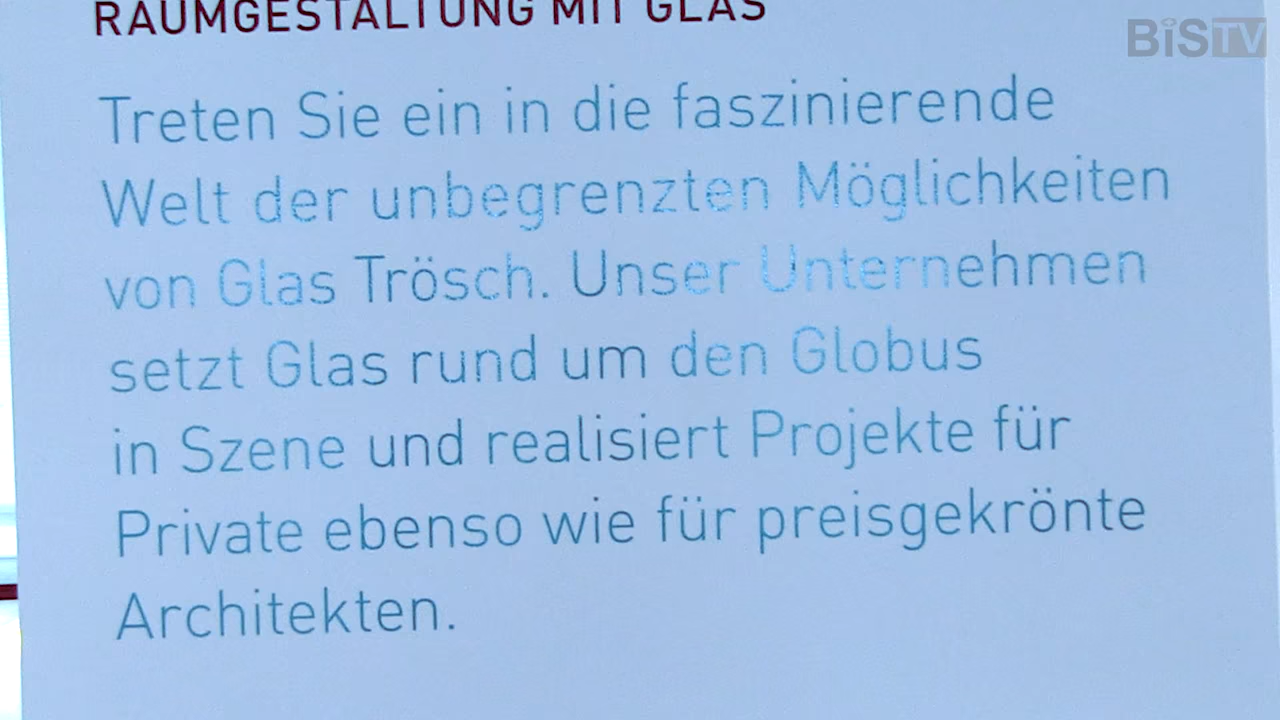 RAUMGESTALTUNG MIT GLAS
BiSTV
Treten Sie ein in die faszinierende
Welt der unbegrenzten Möglichkeiten
von Glas Trösch. Unser Unternehmen
setzt Glas rund um den Globus
in Szene und realisiert Projekte für
Private ebenso wie für preisgekrönte
Architekten.